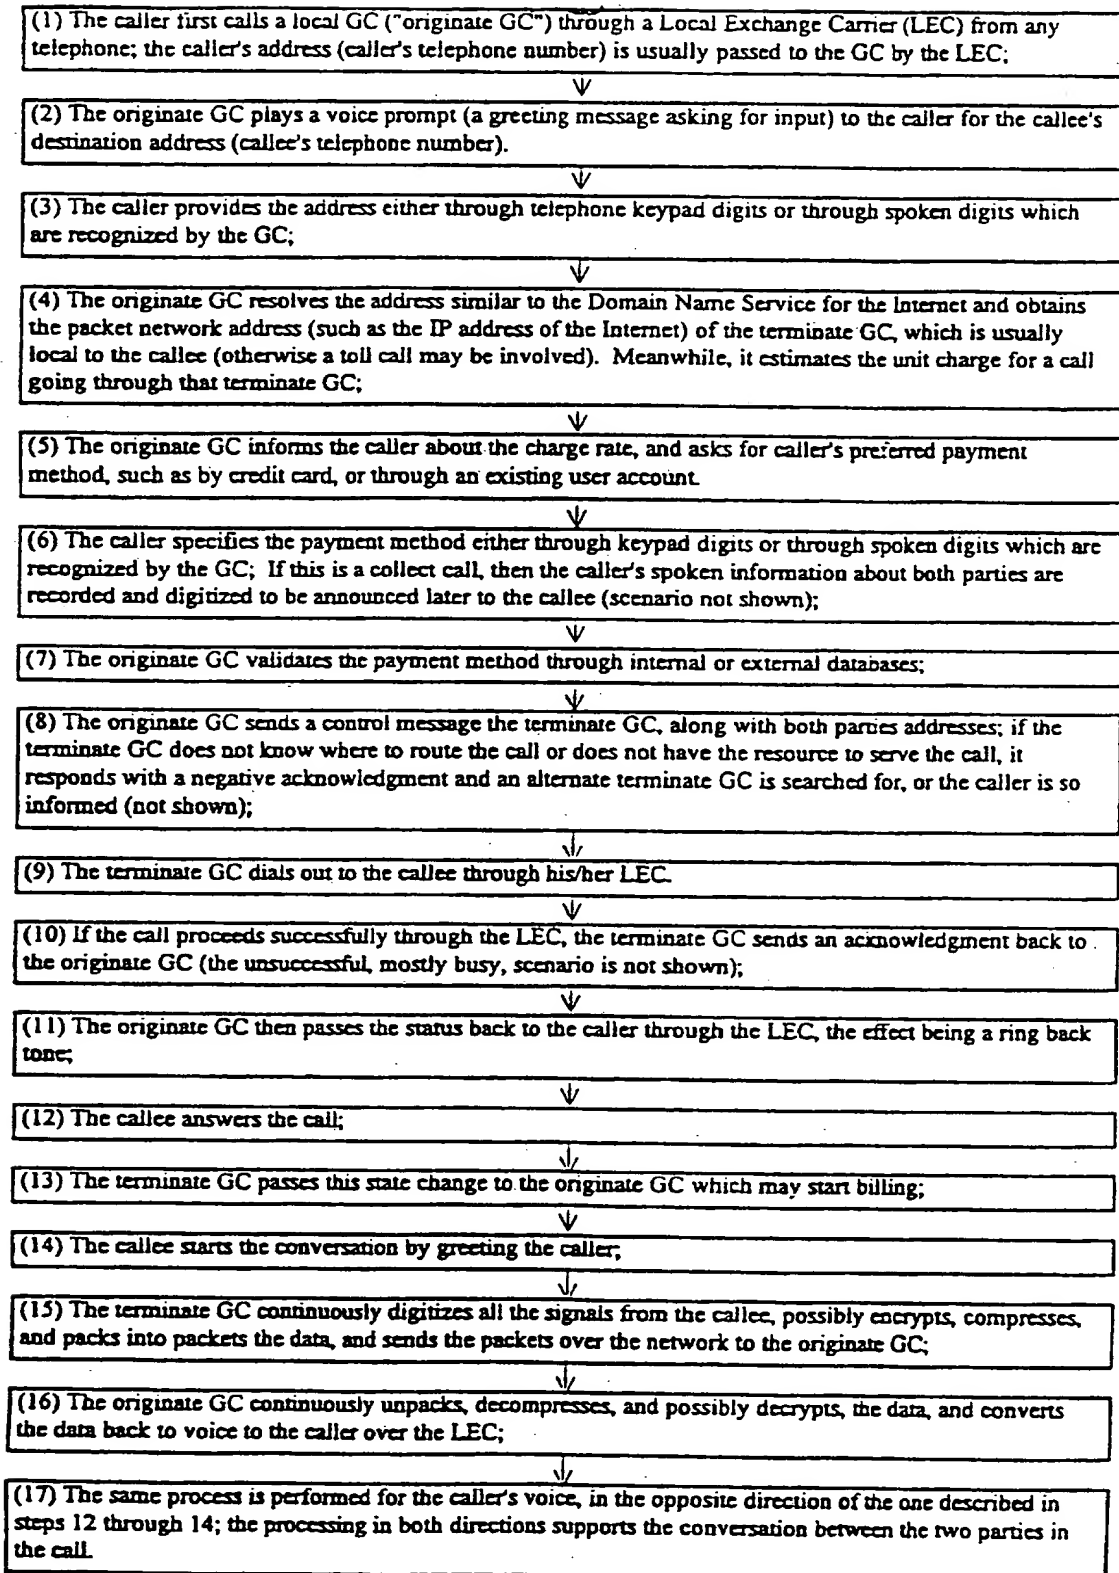 (1) The caller first calls a local GC ("originate GC") through a Local Exchange Carrier (LEC) from any
telephone; the caller's address (caller's telephone number) is usually passed to the GC by the LEC;
(2) The originate GC plays a voice prompt (a greeting message asking for input) to the caller for the callee's
destination address (callee's telephone number).
(3) The caller provides the address either through telephone keypad digits or through spoken digits which
are recognized by the GC;
(4) The originate GC resolves the address similar to the Domain Name Service for the Internet and obtains
the packet network address (such as the IP address of the Internet) of the terminate GC, which is usually
local to the callee (otherwise a toll call may be involved). Meanwhile, it estimates the unit charge for a call
going through that terminate GC;
(5) The originate GC informs the caller about the charge rate, and asks for caller's preferred payment
method, such as by credit card, or through an existing user account.
(6) The caller specifies the payment method either through keypad digits or through spoken digits which are
recognized by the GC; If this is a collect call, then the caller's spoken information about both parties are
recorded and digitized to be announced later to the callee (scenario not shown);
(7) The originate GC validates the payment method through internal or external databases;
(8) The originate GC sends a control message the terminate GC, along with both parties addresses; if the
terminate GC does not know where to route the call or does not have the resource to serve the call, it
responds with a negative acknowledgment and an alternate terminate GC is searched for, or the caller is so
informed (not shown);
(9) The terminate GC dials out to the callee through his/her LEC.
(10) If the call proceeds successfully through the LEC, the terminate GC sends an acknowledgment back to
the originate GC (the unsuccessful, mostly busy, scenario is not shown);
(11) The originate GC then passes the status back to the caller through the LEC, the effect being a ring back
tone;
(12) The callee answers the call;
(13) The terminate GC passes this state change to the originate GC which may start billing;
(14) The callee starts the conversation by greeting the caller;
(15) The terminate GC continuously digitizes all the signals from the callee, possibly encrypts, compresses,
and packs into packets the data, and sends the packets over the network to the originate GC;
(16) The originate GC continuously unpacks, decompresses, and possibly decrypts, the data, and converts
the data back to voice to the caller over the LEC;
(17) The same process is performed for the caller's voice, in the opposite direction of the one described in
steps 12 through 14; the processing in both directions supports the conversation between the two parties in
the call.